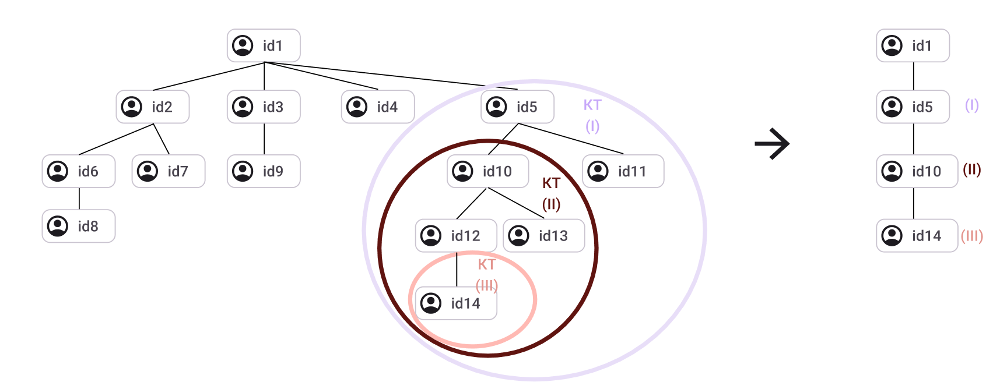 id1
id2
id3
id4
id5
KT
(I)
id6
id7
id9
id10
id11
KT
(II)
id8
id12
id13
KT
(III)
id14
id1
id5
(I)
id10
(II)
id14
(III)